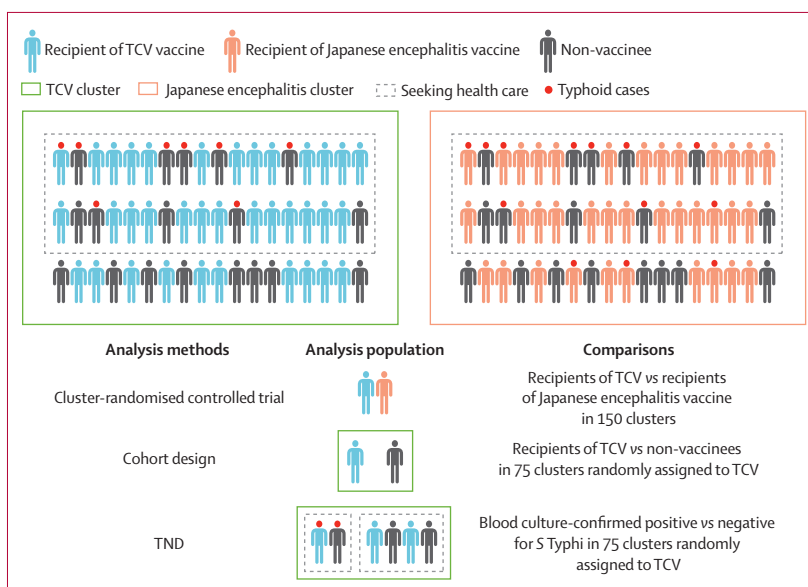 Recipient of TCV vaccine Recipient of Japanese encephalitis vaccine Non-vaccinee
TCV cluster Japanese encephalitis cluster Seeking health care Typhoid cases
Analysis methods Analysis population Comparisons
Cluster-randomised controlled trial
Recipients of TCV vs recipients
of Japanese encephalitis vaccine
in 150 clusters
Cohort design
Recipients of TCV vs non-vaccinees
in 75 clusters randomly assigned to TCV
TND
Blood culture-confirmed positive vs negative
for S Typhi in 75 clusters randomly
assigned to TCV